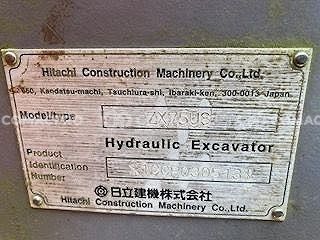 Hitachi Construction Machinery Co., Ltd.
650, Kandatsu-machi, Tsuchiura-shi, Ibaraki-ken, 300-0013 Japan.
Model/type
Hydraulic Excavator
Product
Identification
Number
日立建機株式会社
Hitachi Construction Machinery Co., Ltd.